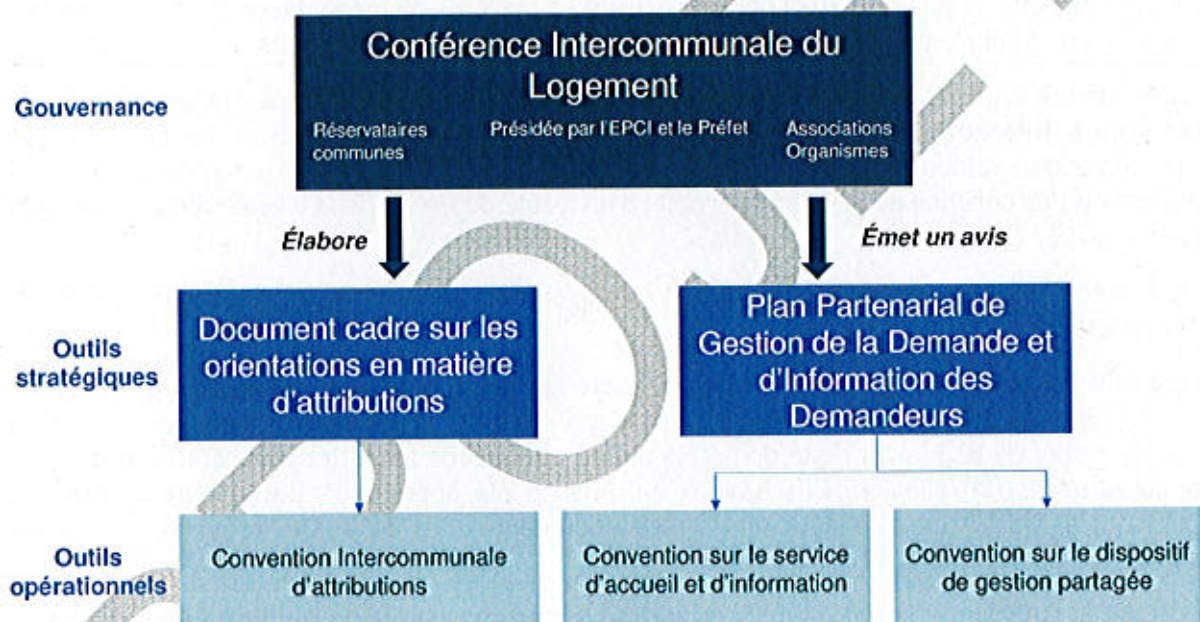 Conférence Intercommunale du
Logement
Gouvernance
Réservataires
communes
Présidée par l'EPCI et le Préfet
Associations
Organismes
Élabore
Émet un avis
Outils
stratégiques
Document cadre sur les
orientations en matière
d'attributions
Plan Partenarial de
Gestion de la Demande et
d'Information des
Demandeurs
Outils
opérationnels
Convention Intercommunale
d'attributions
Convention sur le service
d'accueil et d'information
Convention sur le dispositif
de gestion partagée